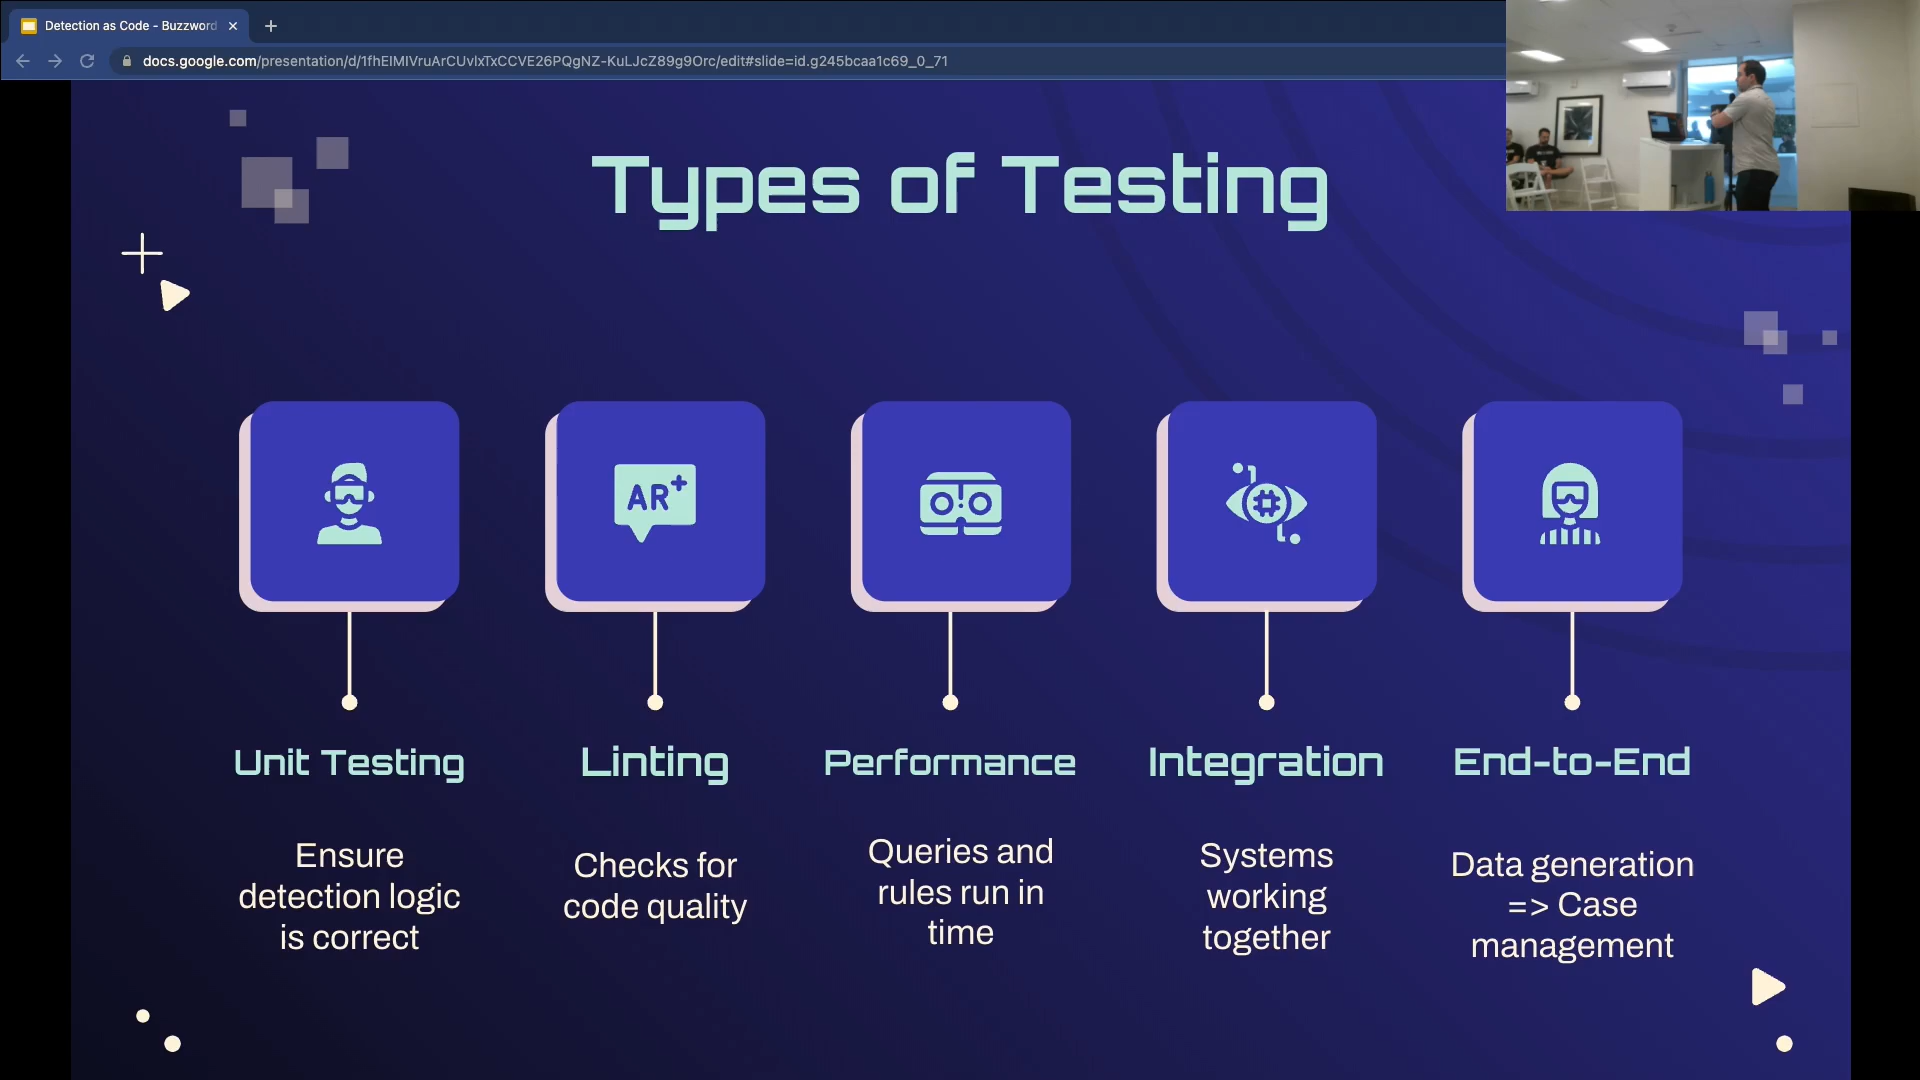 Detection as Code - Buzzword
docs.google.com/presentation/d/1fhEIMIVruArCUvlxTxCCVE26PQgNZ-KuLJcZ89g9Orc/edit#slide=id.g245bcaa1c69_0_71
Types of Testing
AR+
Unit Testing
Ensure
detection logic
is correct
Linting
Checks for
code quality
Performance
Queries and
rules run in
time
Integration
Systems
working
together
End-to-End
Data generation
=> Case
management